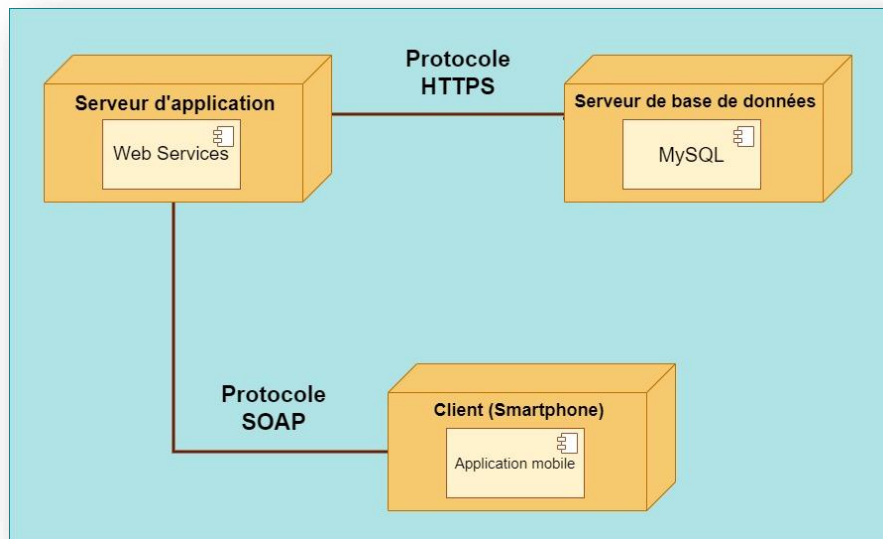 Protocole
HTTPS
Serveur d'application
Web Services
Serveur de base de données
MySQL
Protocole
SOAP
Client (Smartphone)
Application mobile